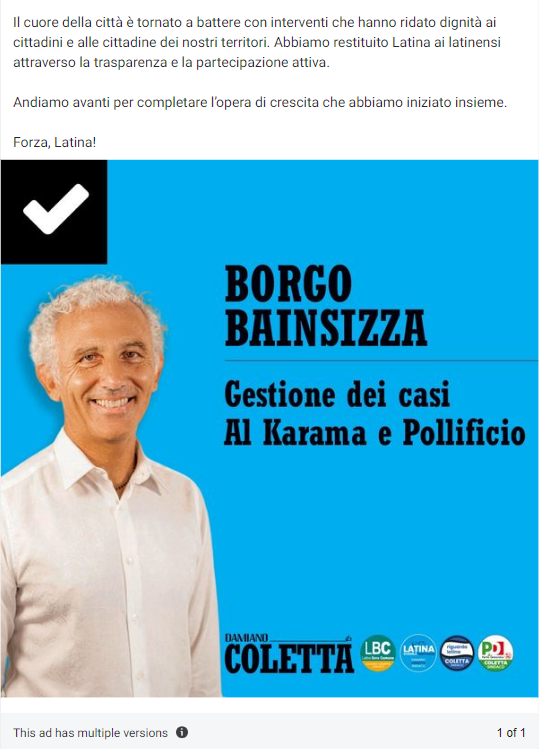 Il cuore della città è tornato a battere con interventi che hanno ridato dignità ai
cittadini e alle cittadine dei nostri territori. Abbiamo restituito Latina ai latinensi
attraverso la trasparenza e la partecipazione attiva.
Andiamo avanti per completare l'opera di crescita che abbiamo iniziato insieme.
Forza, Latina!
BORGO
BAINSIZZA
Gestione dei casi
Al Karama e Pollificio
DAMIANO
COLETTA
LBC
LATINA
riguarda
latina
COLETTA
PD
COLETTA
SINDACO
This ad has multiple versions
1 of 1